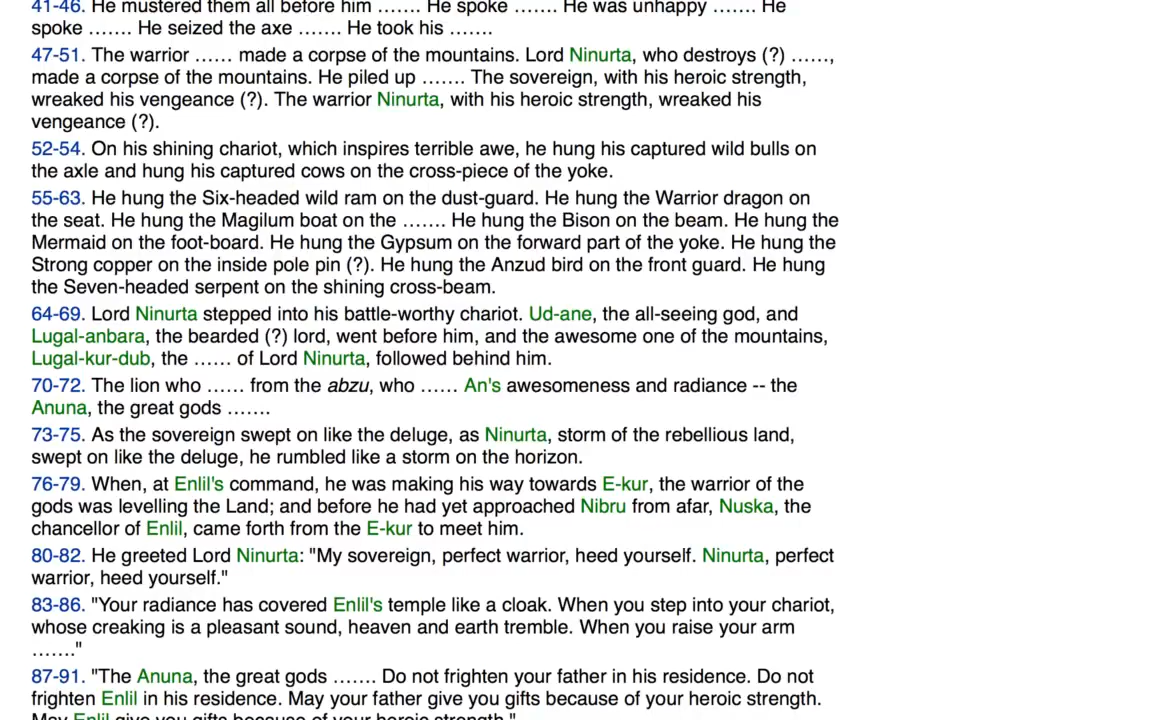 41-46. He mustered them all before him ……. He spoke ……. He was unhappy ……. He
spoke ……. He seized the axe ……. He took his …….
47-51. The warrior …… made a corpse of the mountains. Lord Ninurta, who destroys (?) ……,
made a corpse of the mountains. He piled up ……. The sovereign, with his heroic strength,
wreaked his vengeance (?). The warrior Ninurta, with his heroic strength, wreaked his
vengeance (?).
52-54. On his shining chariot, which inspires terrible awe, he hung his captured wild bulls on
the axle and hung his captured cows on the cross-piece of the yoke.
55-63. He hung the Six-headed wild ram on the dust-guard. He hung the Warrior dragon on
the seat. He hung the Magilum boat on the ……. He hung the Bison on the beam. He hung the
Mermaid on the foot-board. He hung the Gypsum on the forward part of the yoke. He hung the
Strong copper on the inside pole pin (?). He hung the Anzud bird on the front guard. He hung
the Seven-headed serpent on the shining cross-beam.
64-69. Lord Ninurta stepped into his battle-worthy chariot. Ud-ane, the all-seeing god, and
Lugal-anbara, the bearded (?) lord, went before him, and the awesome one of the mountains,
Lugal-kur-dub, the …… of Lord Ninurta, followed behind him.
70-72. The lion who …… from the abzu, who …… An's awesomeness and radiance -- the
Anuna, the great gods …….
73-75. As the sovereign swept on like the deluge, as Ninurta, storm of the rebellious land,
swept on like the deluge, he rumbled like a storm on the horizon.
76-79. When, at Enlil's command, he was making his way towards E-kur, the warrior of the
gods was levelling the Land; and before he had yet approached Nibru from afar, Nuska, the
chancellor of Enlil, came forth from the E-kur to meet him.
80-82. He greeted Lord Ninurta: "My sovereign, perfect warrior, heed yourself. Ninurta, perfect
warrior, heed yourself."
83-86. "Your radiance has covered Enlil's temple like a cloak. When you step into your chariot,
whose creaking is a pleasant sound, heaven and earth tremble. When you raise your arm
……."
87-91. "The Anuna, the great gods ……. Do not frighten your father in his residence. Do not
frighten Enlil in his residence. May your father give you gifts because of your heroic strength.
May Enlil give you gifts because of your heroic strength."